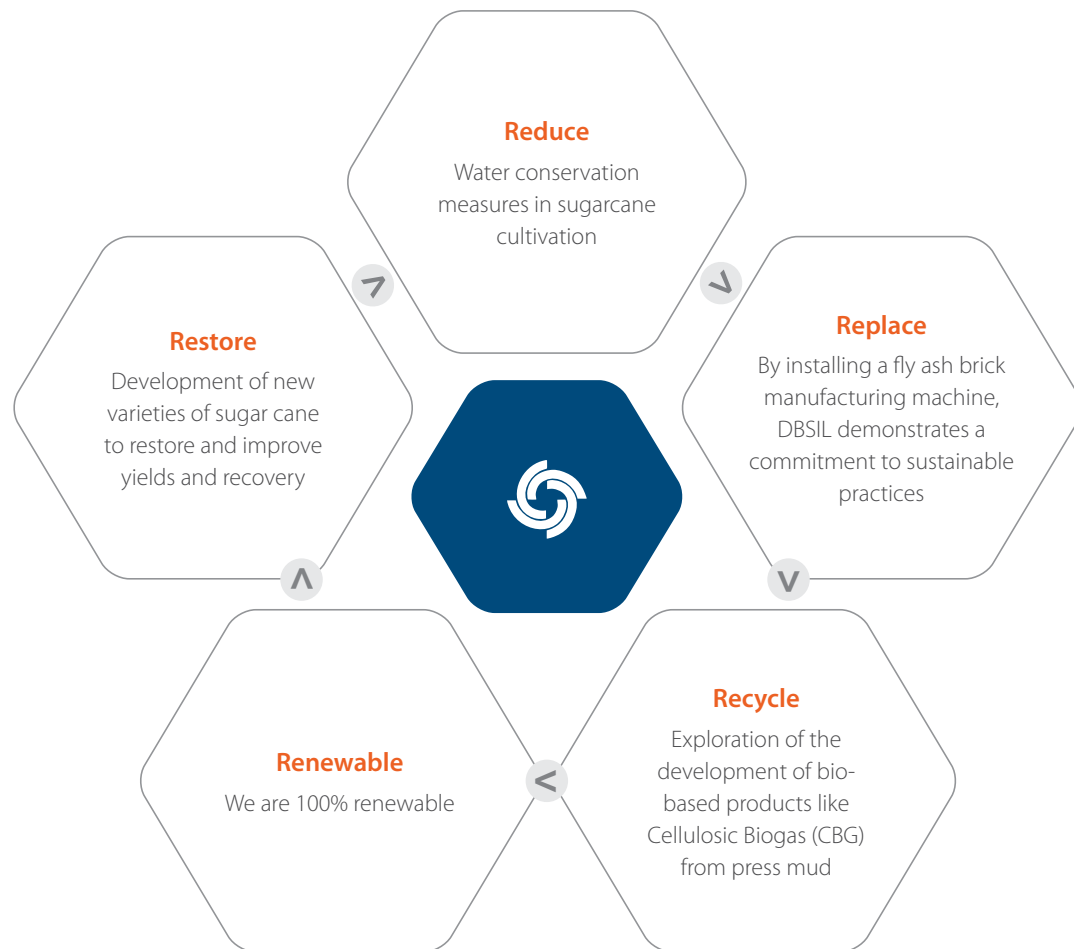 Reduce
Water conservation
measures in sugarcane
cultivation
Replace
By installing a fly ash brick
manufacturing machine,
DBSIL demonstrates a
commitment to sustainable
practices
Recycle
Exploration of the
development of bio-
based products like
Cellulosic Biogas (CBG)
from press mud
Renewable
We are 100% renewable
Restore
Development of new
varieties of sugar cane
to restore and improve
yields and recovery